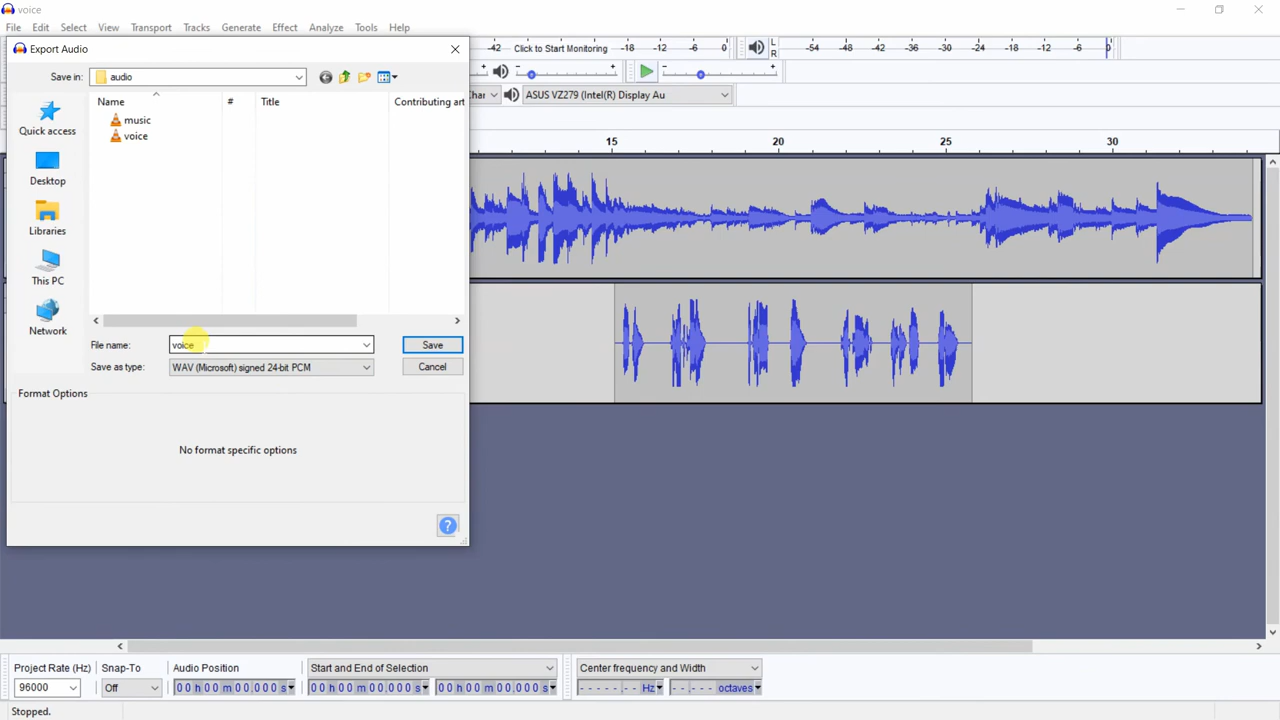 voice
File Edit Select View Transport Tracks Generate Effect Analyze Tools Help
Export Audio
-42 Click to Start Monitoring -18 -12 -6 0 L R -54 -48 -42 -36 -30 -24 -18 -12 -6 0
Save in: audio
- + - +
ASUS VZ279 (Intel(R) Display Au
Name # Title Contributing art
music
voice
15 20 25 30
Quick access
Desktop
Libraries
This PC
Network
File name: voice Save
Save as type: WAV (Microsoft) signed 24-bit PCM Cancel
Format Options
No format specific options
?
Project Rate (Hz) Snap-To Audio Position Start and End of Selection Center frequency and Width
96000 Off 00 h 00 m 00.000 s 00 h 00 m 00.000 s 00 h 00 m 00.000 s -----.-- Hz --.--- octaves
Stopped.